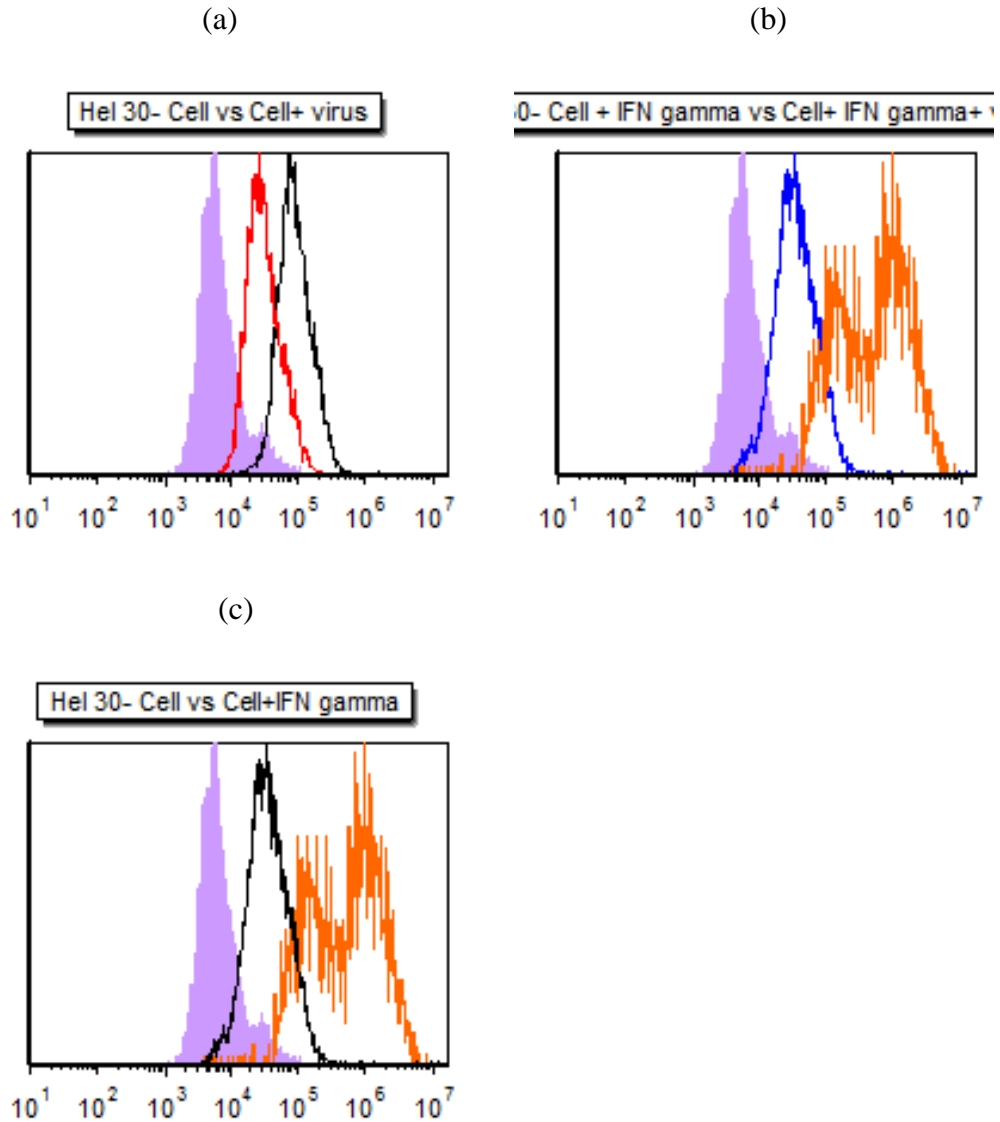 (a)
(b)
Hel 30- Cell vs Cell+ virus
0- Cell + IFN gamma vs Cell+ IFN gamma+
10¹ 10² 10³ 10⁴ 10⁵ 10⁶ 10⁷
10¹ 10² 10³ 10⁴ 10⁵ 10⁶ 10⁷
(c)
Hel 30- Cell vs Cell+IFN gamma
10¹ 10² 10³ 10⁴ 10⁵ 10⁶ 10⁷